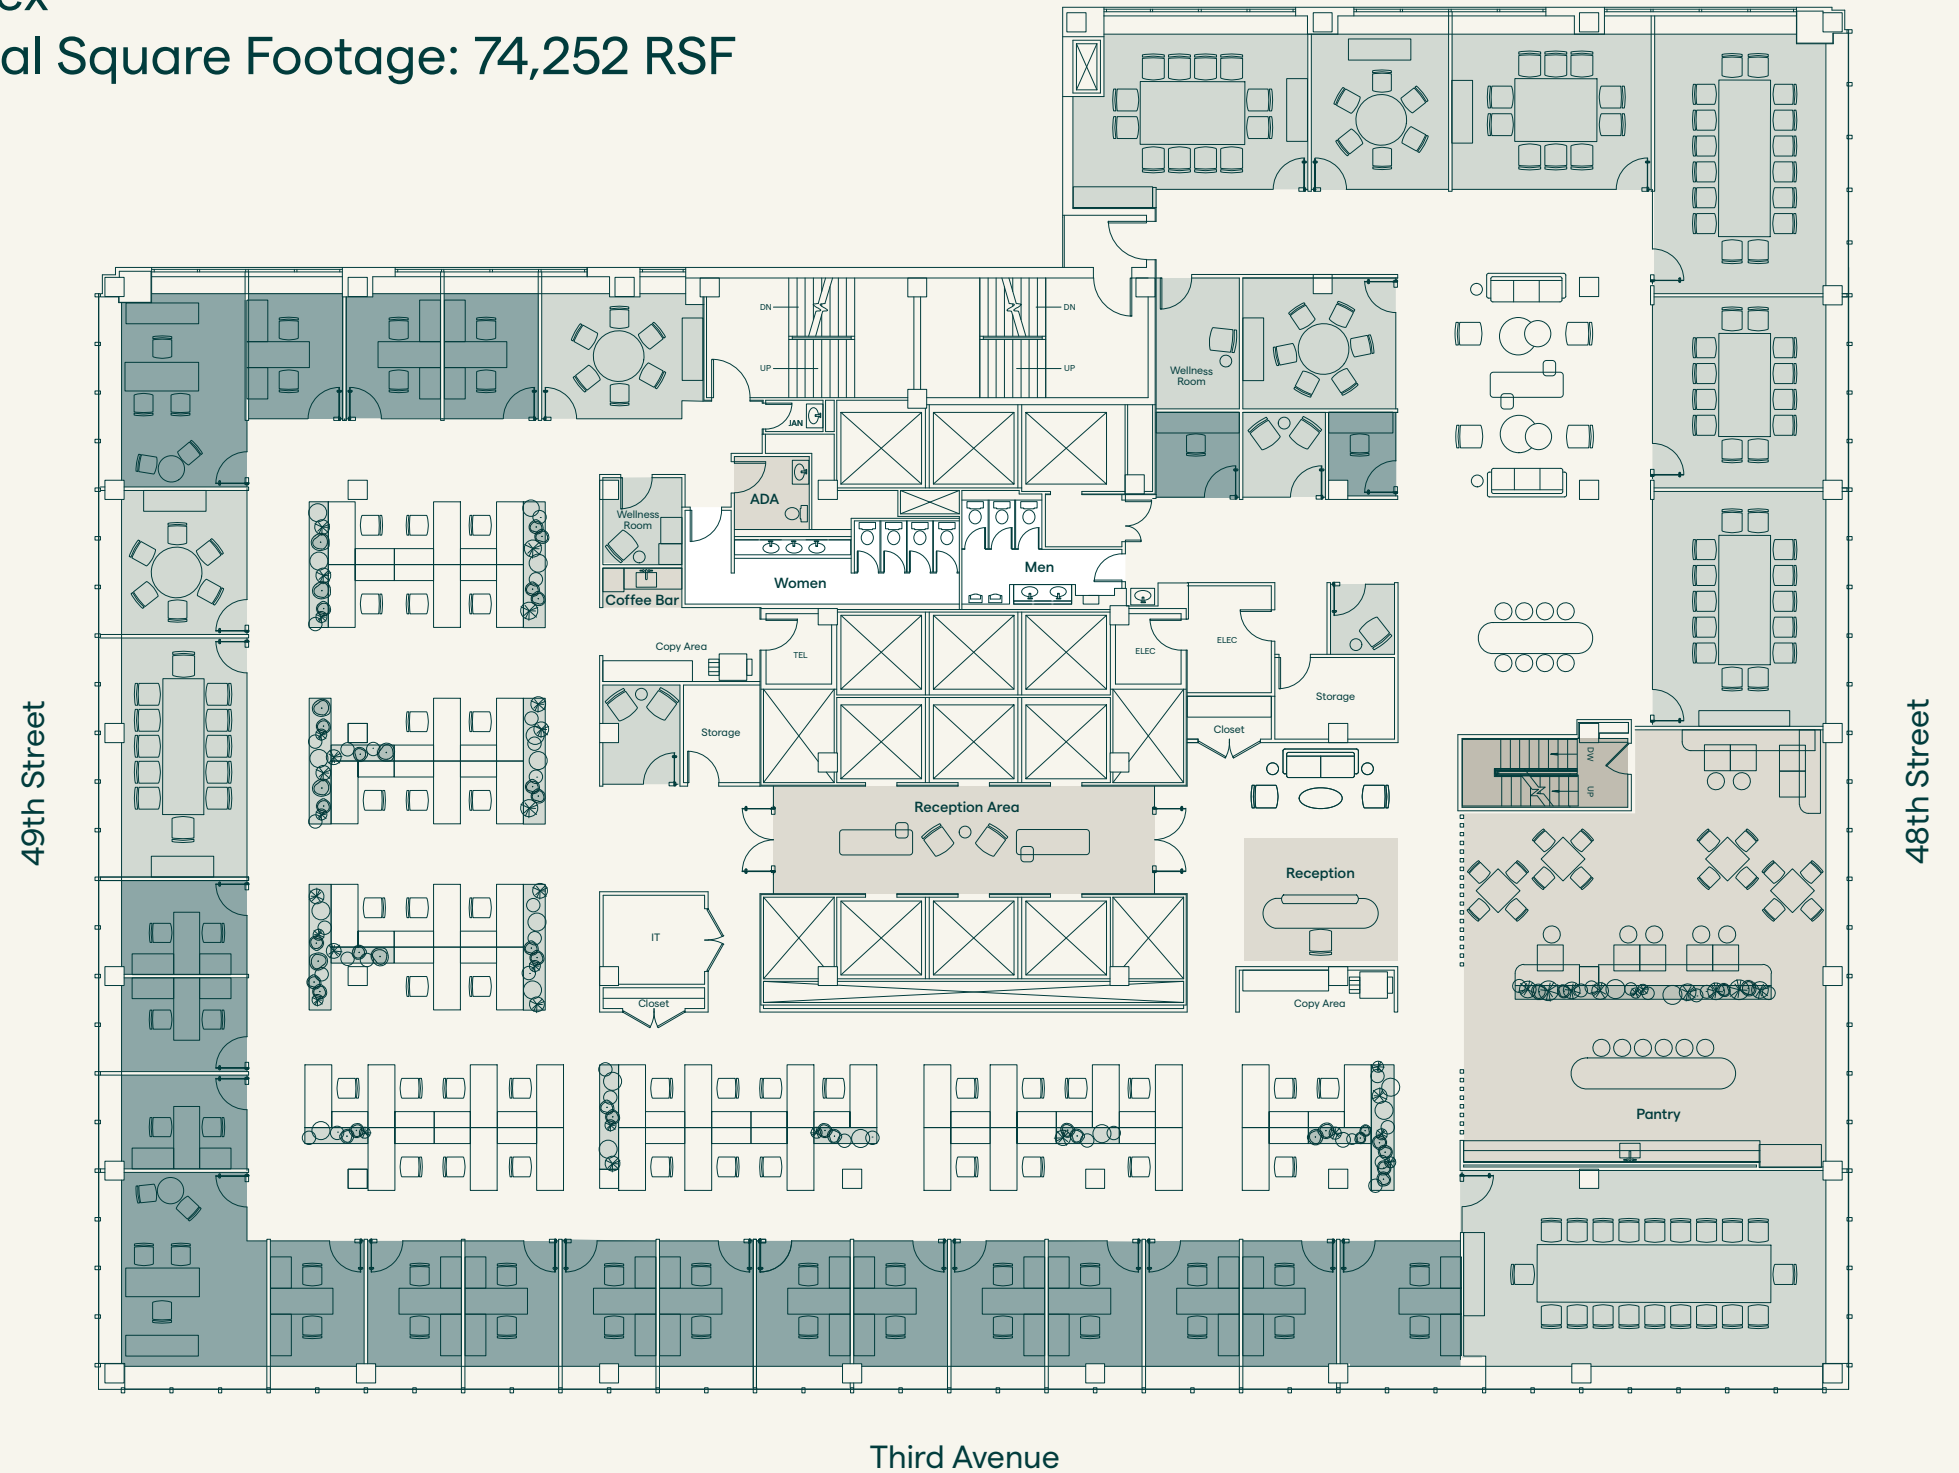 al Square Footage: 74,252 RSF
DN
DN
UP
UP
Wellness
Room
JAN
ADA
Wellness
Room
Women
Men
Coffee Bar
Copy Area
TEL
ELEC
ELEC
Storage
Storage
Closet
DW
UP
Reception Area
Reception
IT
Closet
Copy Area
Pantry
49th Street
48th Street
Third Avenue